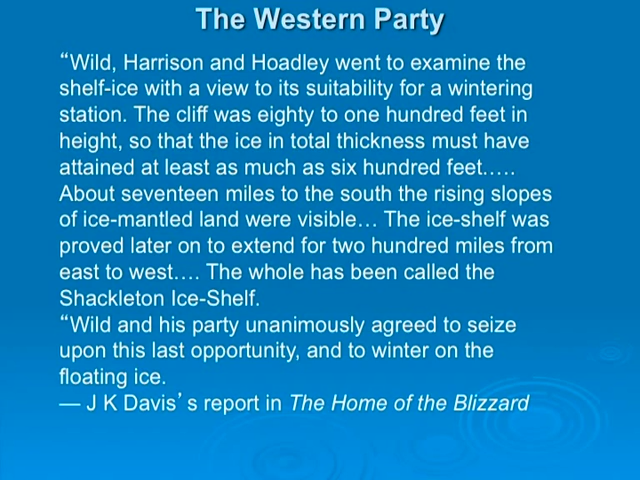 The Western Party
“Wild, Harrison and Hoadley went to examine the
shelf-ice with a view to its suitability for a wintering
station. The cliff was eighty to one hundred feet in
height, so that the ice in total thickness must have
attained at least as much as six hundred feet.….
About seventeen miles to the south the rising slopes
of ice-mantled land were visible… The ice-shelf was
proved later on to extend for two hundred miles from
east to west…. The whole has been called the
Shackleton Ice-Shelf.
“Wild and his party unanimously agreed to seize
upon this last opportunity, and to winter on the
floating ice.
— J K Davis’s report in The Home of the Blizzard